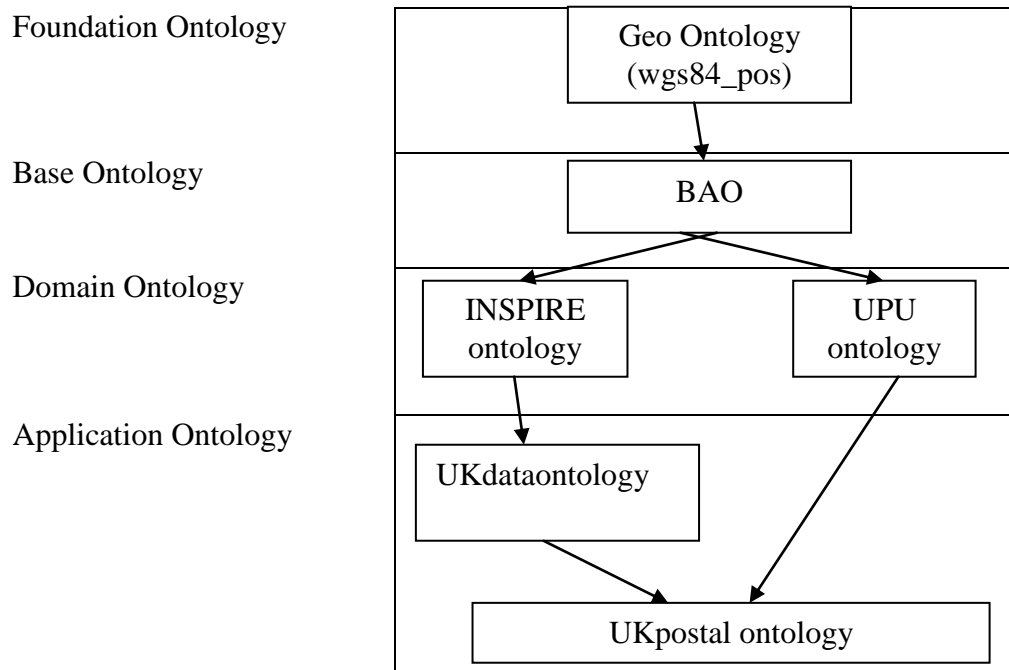 Foundation Ontology
Geo Ontology
(wgs84_pos)
Base Ontology
BAO
Domain Ontology
INSPIRE
ontology
UPU
ontology
Application Ontology
UKdataontology
UKpostal ontology